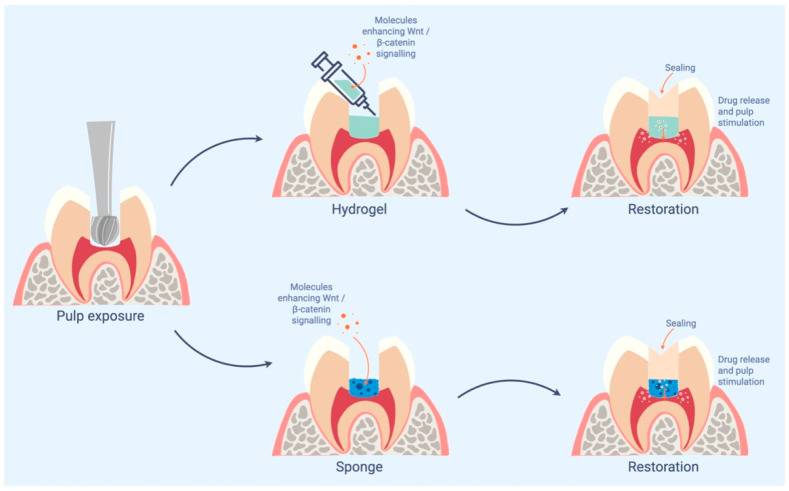 Molecules
enhancing Wnt /
β-catenin
signalling
Sealing
Drug release
and pulp
stimulation
Hydrogel
Restoration
Pulp exposure
Molecules
enhancing Wnt /
β-catenin
signalling
Sealing
Drug release
and pulp
stimulation
Sponge
Restoration